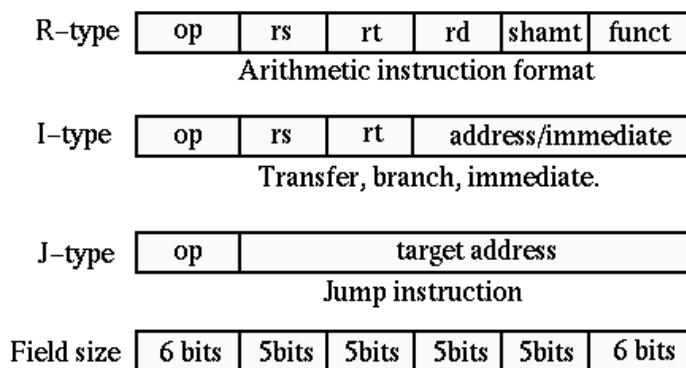 R-type op rs rt rd shamt funct
Arithmetic instruction format
I-type op rs rt address/immediate
Transfer, branch, immediate.
J-type op target address
Jump instruction
Field size 6 bits 5bits 5bits 5bits 5bits 6 bits